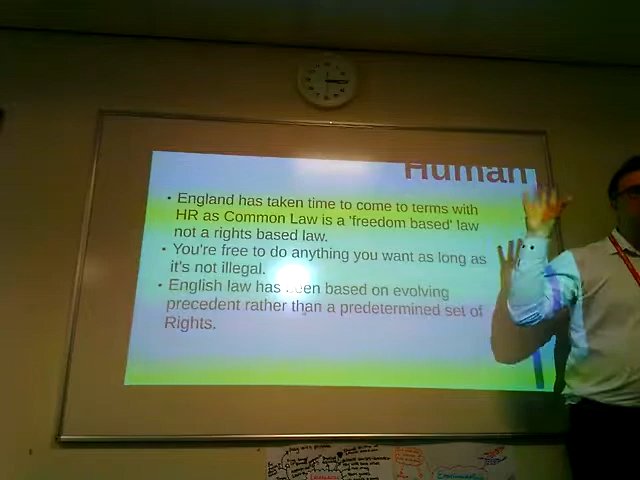 Human
• England has taken time to come to terms with
HR as Common Law is a 'freedom based' law
not a rights based law.
• You're free to do anything you want as long as
it's not illegal.
• English law has been based on evolving
precedent rather than a predetermined set of
Rights.